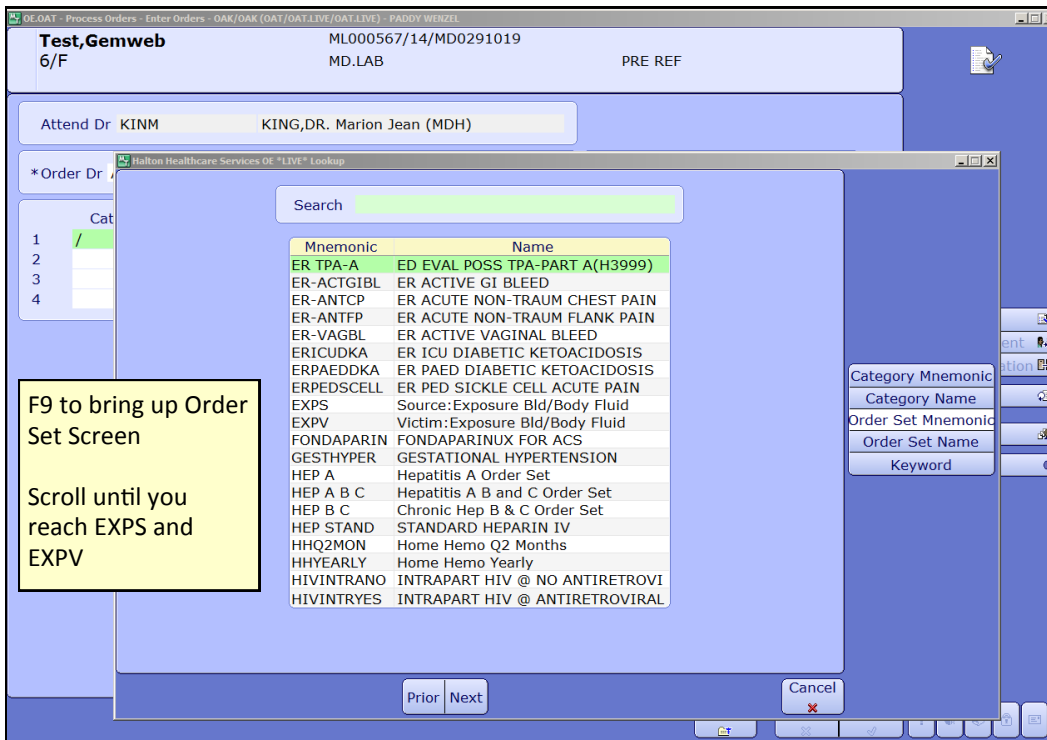 OE.OAT - Process Orders - Enter Orders - OAK/OAK (OAT/OAT.LIVE/OAT.LIVE) - PADDY WENZEL
Test,Gemweb ML000567/14/MD0291019
6/F MD.LAB PRE REF
Attend Dr KINM KING,DR. Marion Jean (MDH)
*Order Dr
Halton Healthcare Services OE *LIVE* Lookup
Cat
1 /
2
3
4
Search
Mnemonic Name
ER TPA-A ED EVAL POSS TPA-PART A(H3999)
ER-ACTGIBL ER ACTIVE GI BLEED
ER-ANTCP ER ACUTE NON-TRAUM CHEST PAIN
ER-ANTFP ER ACUTE NON-TRAUM FLANK PAIN
ER-VAGBL ER ACTIVE VAGINAL BLEED
ERICUDKA ER ICU DIABETIC KETOACIDOSIS
ERPAEDDKA ER PAED DIABETIC KETOACIDOSIS
ERPEDSCELL ER PED SICKLE CELL ACUTE PAIN
EXPS Source:Exposure Bld/Body Fluid
EXPV Victim:Exposure Bld/Body Fluid
FONDAPARIN FONDAPARINUX FOR ACS
GESTHYPER GESTATIONAL HYPERTENSION
HEP A Hepatitis A Order Set
HEP A B C Hepatitis A B and C Order Set
HEP B C Chronic Hep B & C Order Set
HEP STAND STANDARD HEPARIN IV
HHQ2MON Home Hemo Q2 Months
HHYEARLY Home Hemo Yearly
HIVINTRANO INTRAPART HIV @ NO ANTIRETROVI
HIVINTRYES INTRAPART HIV @ ANTIRETROVIRAL
Category Mnemonic
Category Name
Order Set Mnemonic
Order Set Name
Keyword
ent
ation
F9 to bring up Order
Set Screen
Scroll until you
reach EXPS and
EXPV
Prior Next
Cancel